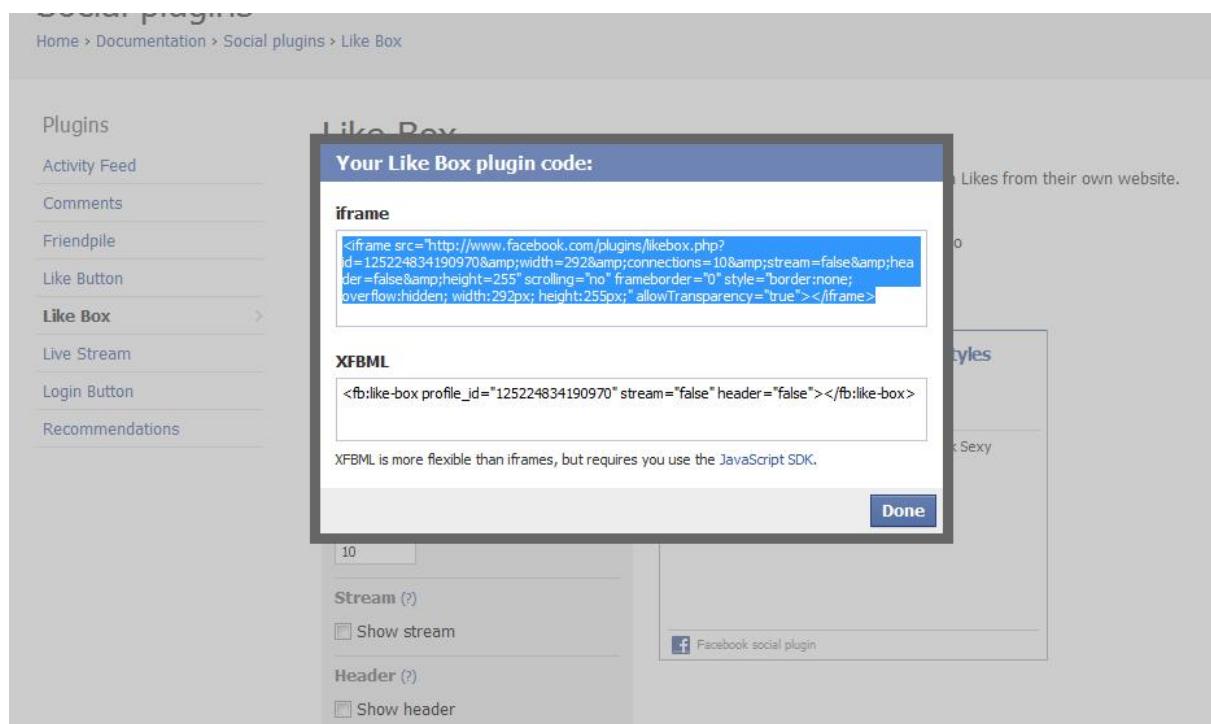 Social plugins
Home › Documentation › Social plugins › Like Box
Plugins
Activity Feed
Comments
Friendpile
Like Button
Like Box
Live Stream
Login Button
Recommendations
Like Box
Likes from their own website.
Your Like Box plugin code:
iframe
<iframe src="http://www.facebook.com/plugins/likebox.php?
id=125224834190970&amp;width=292&amp;connections=10&amp;stream=false&amp;hea
der=false&amp;height=255" scrolling="no" frameborder="0" style="border:none;
overflow:hidden; width:292px; height:255px;" allowTransparency="true"></iframe>
XFBML
<fb:like-box profile_id="125224834190970" stream="false" header="false"></fb:like-box>
XFBML is more flexible than iframes, but requires you use the JavaScript SDK.
Done
tyles
Sexy
10
Stream (?)
Show stream
Header (?)
Show header
Facebook social plugin